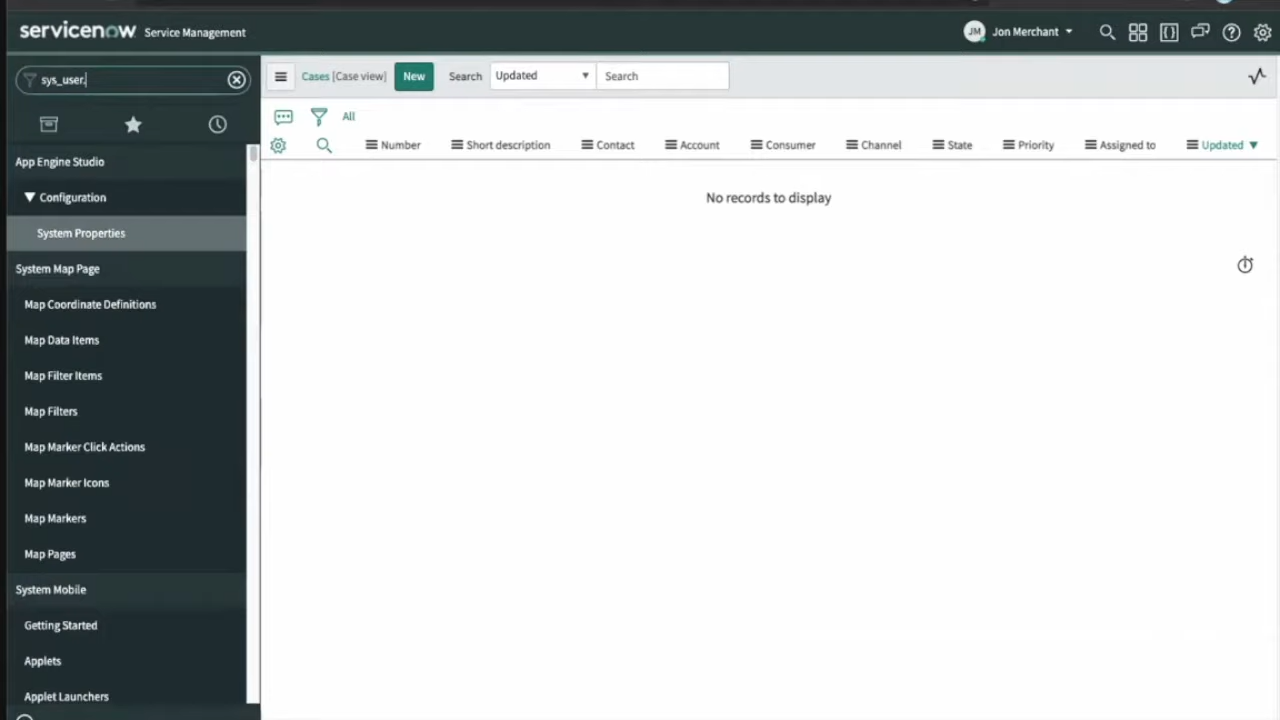 servicenow Service Management
JM Jon Merchant
sys_user.
Cases [Case view] New Search Updated Search
All
Number Short description Contact Account Consumer Channel State Priority Assigned to Updated
No records to display
App Engine Studio
Configuration
System Properties
System Map Page
Map Coordinate Definitions
Map Data Items
Map Filter Items
Map Filters
Map Marker Click Actions
Map Marker Icons
Map Markers
Map Pages
System Mobile
Getting Started
Applets
Applet Launchers